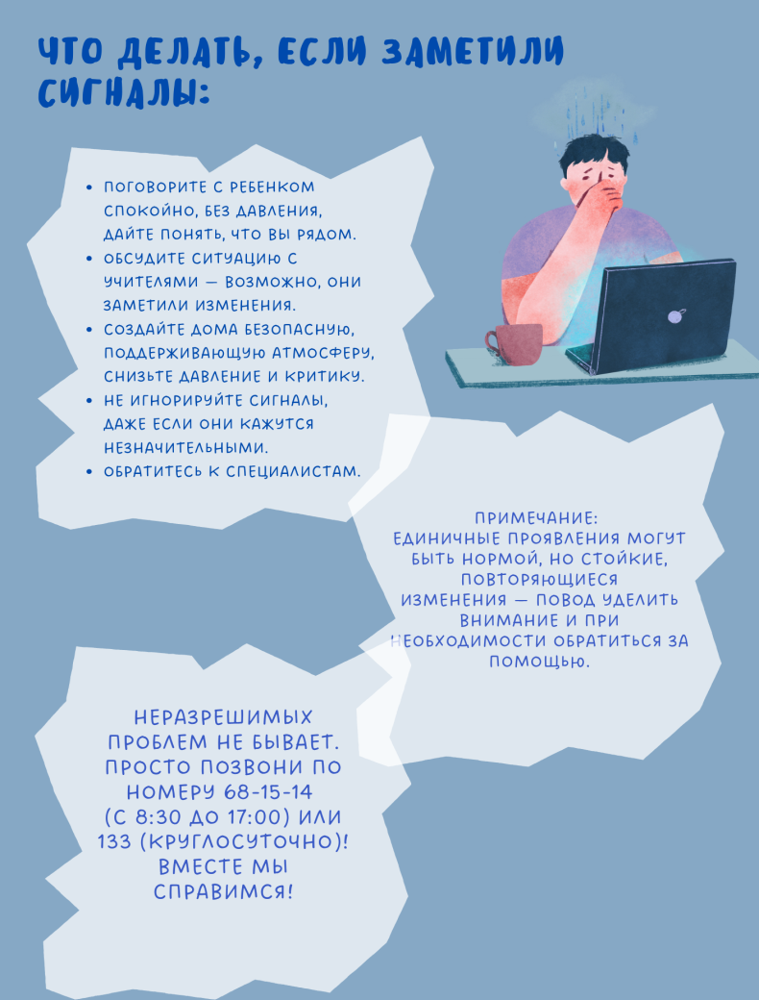 ЧТО ДЕЛАТЬ, ЕСЛИ ЗАМЕТИЛИ
СИГНАЛЫ:
• ПОГОВОРИТЕ С РЕБЕНКОМ
СПОКОЙНО, БЕЗ ДАВЛЕНИЯ,
ДАЙТЕ ПОНЯТЬ, ЧТО ВЫ РЯДОМ.
• ОБСУДИТЕ СИТУАЦИЮ С
УЧИТЕЛЯМИ — ВОЗМОЖНО, ОНИ
ЗАМЕТИЛИ ИЗМЕНЕНИЯ.
• СОЗДАЙТЕ ДОМА БЕЗОПАСНУЮ,
ПОДДЕРЖИВАЮЩУЮ АТМОСФЕРУ,
СНИЗЬТЕ ДАВЛЕНИЕ И КРИТИКУ.
• НЕ ИГНОРИРУЙТЕ СИГНАЛЫ,
ДАЖЕ ЕСЛИ ОНИ КАЖУТСЯ
НЕЗНАЧИТЕЛЬНЫМИ.
• ОБРАТИТЕСЬ К СПЕЦИАЛИСТАМ.
ПРИМЕЧАНИЕ:
ЕДИНИЧНЫЕ ПРОЯВЛЕНИЯ МОГУТ
БЫТЬ НОРМОЙ, НО СТОЙКИЕ,
ПОВТОРЯЮЩИЕСЯ
ИЗМЕНЕНИЯ — ПОВОД УДЕЛИТЬ
ВНИМАНИЕ И ПРИ
НЕОБХОДИМОСТИ ОБРАТИТЬСЯ ЗА
ПОМОЩЬЮ.
НЕРАЗРЕШИМЫХ
ПРОБЛЕМ НЕ БЫВАЕТ.
ПРОСТО ПОЗВОНИ ПО
НОМЕРУ 68-15-14
(С 8:30 ДО 17:00) ИЛИ
133 (КРУГЛОСУТОЧНО)!
ВМЕСТЕ МЫ
СПРАВИМСЯ!